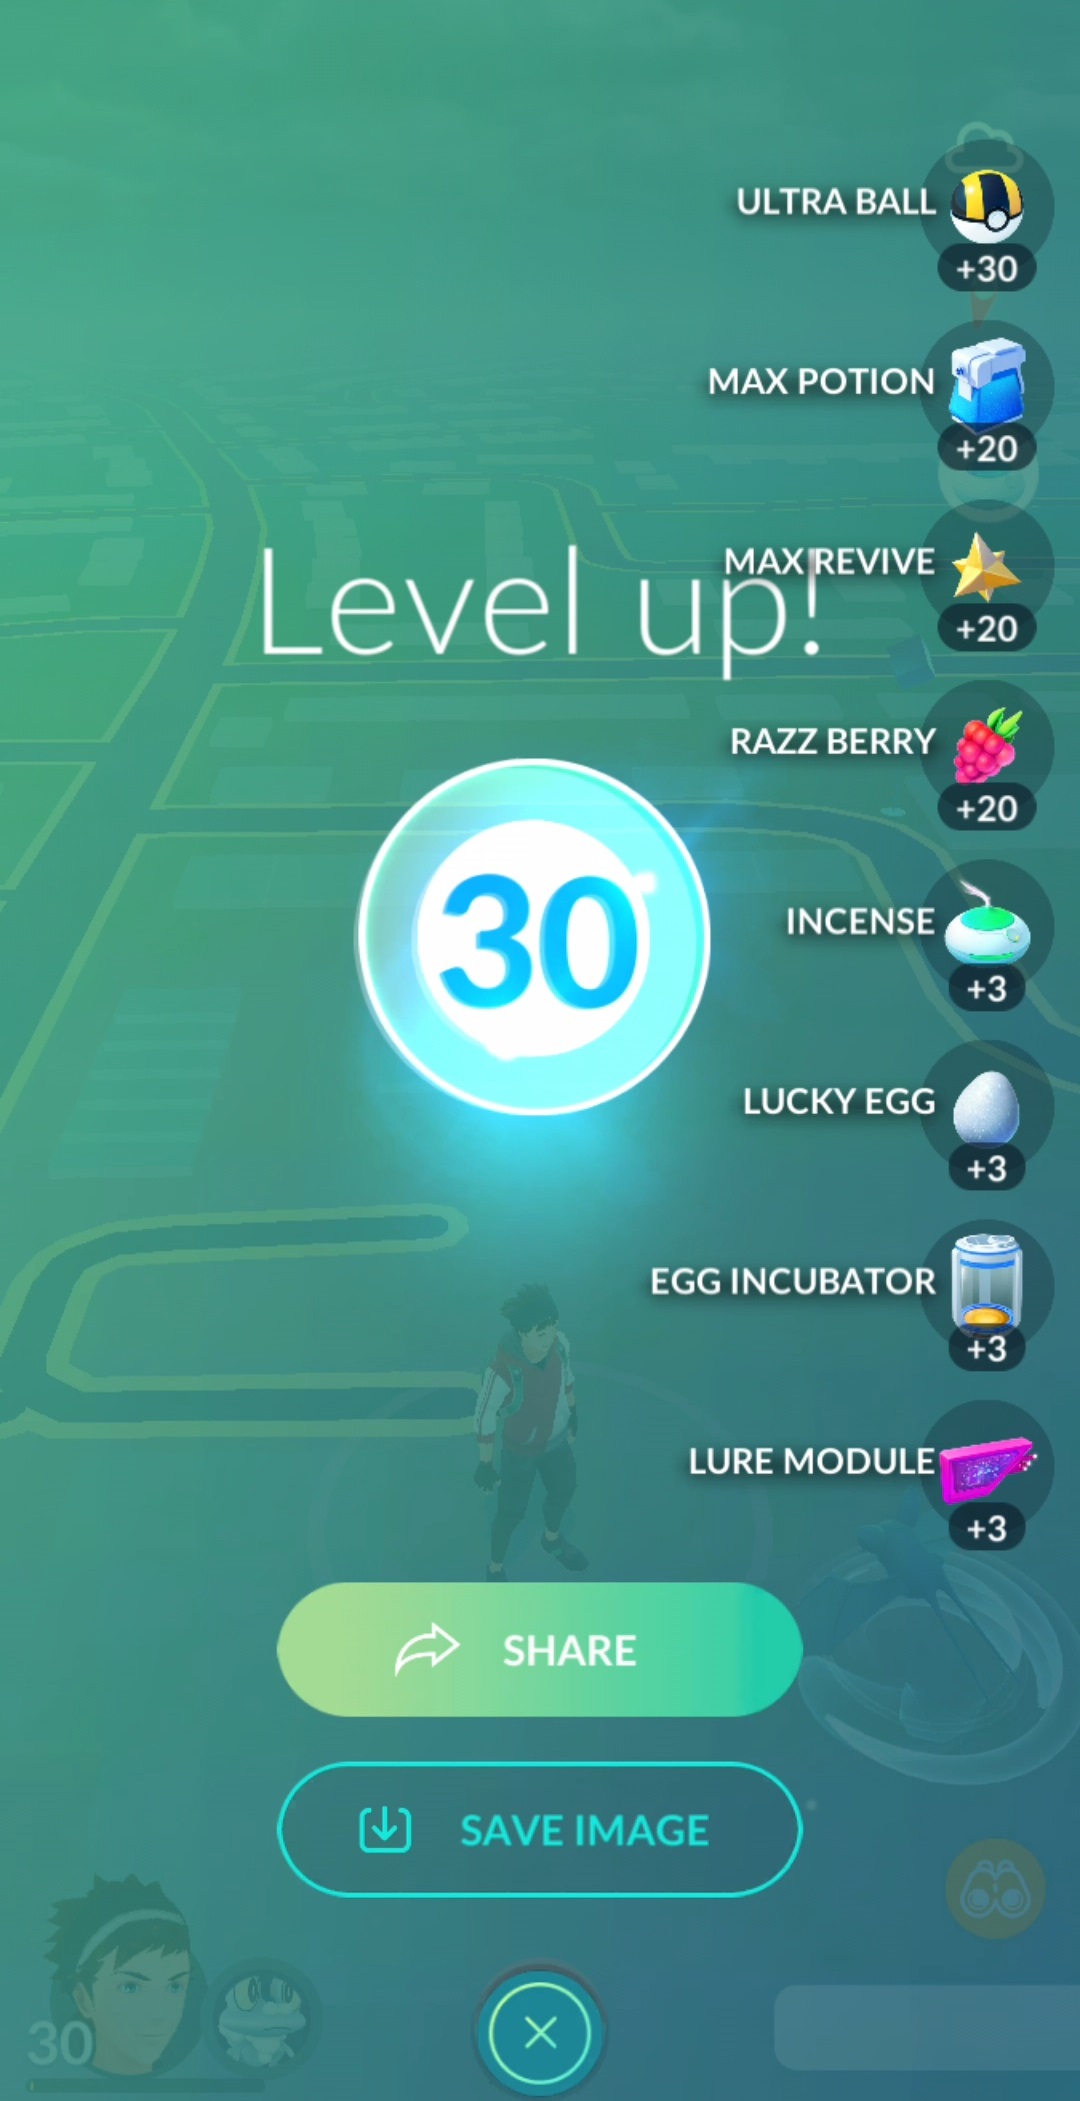 ULTRA BALL
+30
MAX POTION
+20
MAX REVIVE
+20
Level up!
RAZZ BERRY
+20
30
INCENSE
+3
LUCKY EGG
+3
EGG INCUBATOR
+3
LURE MODULE
+3
SHARE
SAVE IMAGE
30